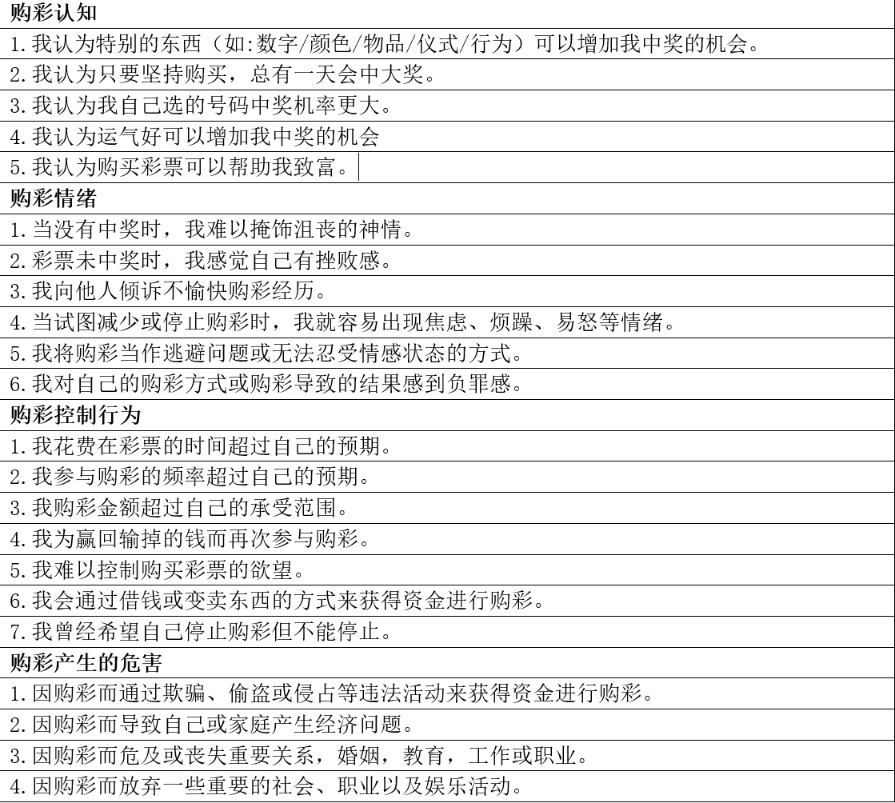 购彩认知
1.我认为特别的东西（如:数字/颜色/物品/仪式/行为）可以增加我中奖的机会。
2.我认为只要坚持购买，总有一天会中大奖。
3.我认为我自己选的号码中奖机率更大。
4.我认为运气好可以增加我中奖的机会
5.我认为购买彩票可以帮助我致富。
购彩情绪
1.当没有中奖时，我难以掩饰沮丧的神情。
2.彩票未中奖时，我感觉自己有挫败感。
3.我向他人倾诉不愉快购彩经历。
4.当试图减少或停止购彩时，我就容易出现焦虑、烦躁、易怒等情绪。
5.我将购彩当作逃避问题或无法忍受情感状态的方式。
6.我对自己的购彩方式或购彩导致的结果感到负罪感。
购彩控制行为
1.我花费在彩票的时间超过自己的预期。
2.我参与购彩的频率超过自己的预期。
3.我购彩金额超过自己的承受范围。
4.我为赢回输掉的钱而再次参与购彩。
5.我难以控制购买彩票的欲望。
6.我会通过借钱或变卖东西的方式来获得资金进行购彩。
7.我曾经希望自己停止购彩但不能停止。
购彩产生的危害
1.因购彩而通过欺骗、偷盗或侵占等违法活动来获得资金进行购彩。
2.因购彩而导致自己或家庭产生经济问题。
3.因购彩而危及或丧失重要关系，婚姻，教育，工作或职业。
4.因购彩而放弃一些重要的社会、职业以及娱乐活动。